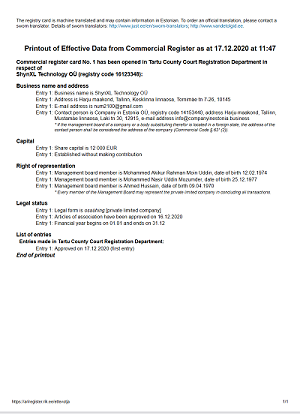 The registry card is machine translated and may contain information in Estonian. To order an official translation, please contact a
sworn translator. Details of sworn translators: http://www.just.ee/en/sworn-translators; http://www.vandetolgid.ee.
Printout of Effective Data from Commercial Register as at 17.12.2020 at 11:47
Commercial register card No. 1 has been opened in Tartu County Court Registration Department in
respect of
ShynXL Technology OÜ (registry code 16123348):
Business name and address
Entry 1: Business name is ShynXL Technology OÜ
Entry 1: Address is Harju maakond, Tallinn, Kesklinna linnaosa, Tornimäe tn 7-26, 10145
Entry 1: E-mail address is
Entry 1: Contact person is Company in Estonia OÜ, registry code 14153440, address Harju maakond, Tallinn,
Mustamäe linnaosa, Laki tn 30, 12915, e-mail address info@companyinestonia.business
* If the management board of a company or a body substituting therefor is located in a foreign state, the address of the
contact person shall be considered the address of the company (Commercial Code § 63¹ (2)).
Capital
Entry 1: Share capital is 12 000 EUR
Entry 1: Established without making contribution
Right of representation
Entry 1: Management board member is Mohammed Atikur Rahman Moin Uddin, date of birth 12.02.1974
Entry 1: Management board member is Mohammed Nasir Uddin Mozumder, date of birth 25.12.1977
Entry 1: Management board member is Ahmed Hussain, date of birth 09.04.1970
* Every member of the Management Board may represent the private limited company in concluding all transactions.
Legal status
Entry 1: Legal form is osaühing (private limited company)
Entry 1: Articles of association have been approved on 16.12.2020
Entry 1: Financial year begins on 01.01 and ends on 31.12
List of entries
Entries made in Tartu County Court Registration Department:
Entry 1: Approved on 17.12.2020 (first entry)
End of printout
1/1